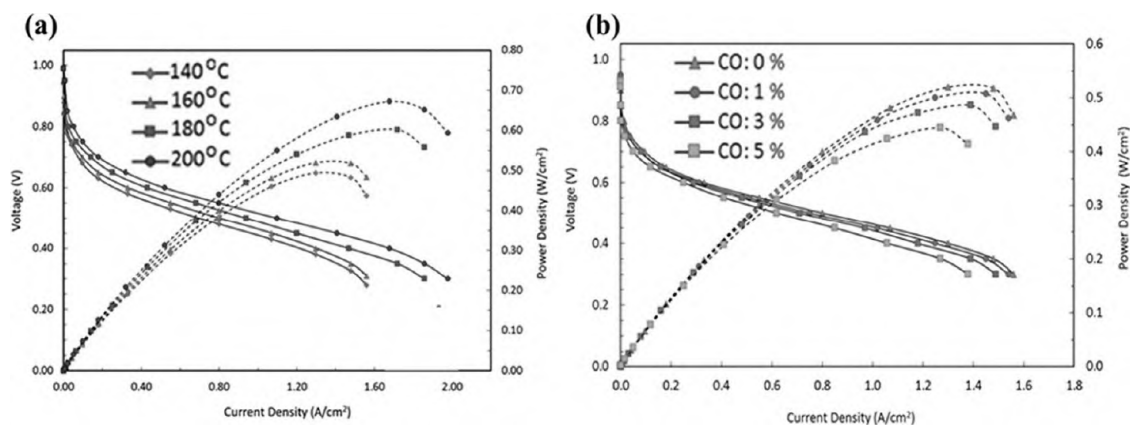 (a)
140°C
160°C
180°C
200°C
Voltage (V)
1.00
0.80
0.60
0.40
0.20
0.00
0.80
0.70
0.60
0.50
0.40
0.30
0.20
0.10
0.00
Power Density (W/cm²)
0.00 0.40 0.80 1.20 1.60 2.00
Current Density (A/cm²)
(b)
CO: 0 %
CO: 1 %
CO: 3 %
CO: 5 %
Voltage (V)
1.0
0.8
0.6
0.4
0.2
0.0
0.6
0.5
0.4
0.3
0.2
0.1
0.0
Power Density (W/cm²)
0.0 0.2 0.4 0.6 0.8 1.0 1.2 1.4 1.6 1.8
Current Density (A/cm²)